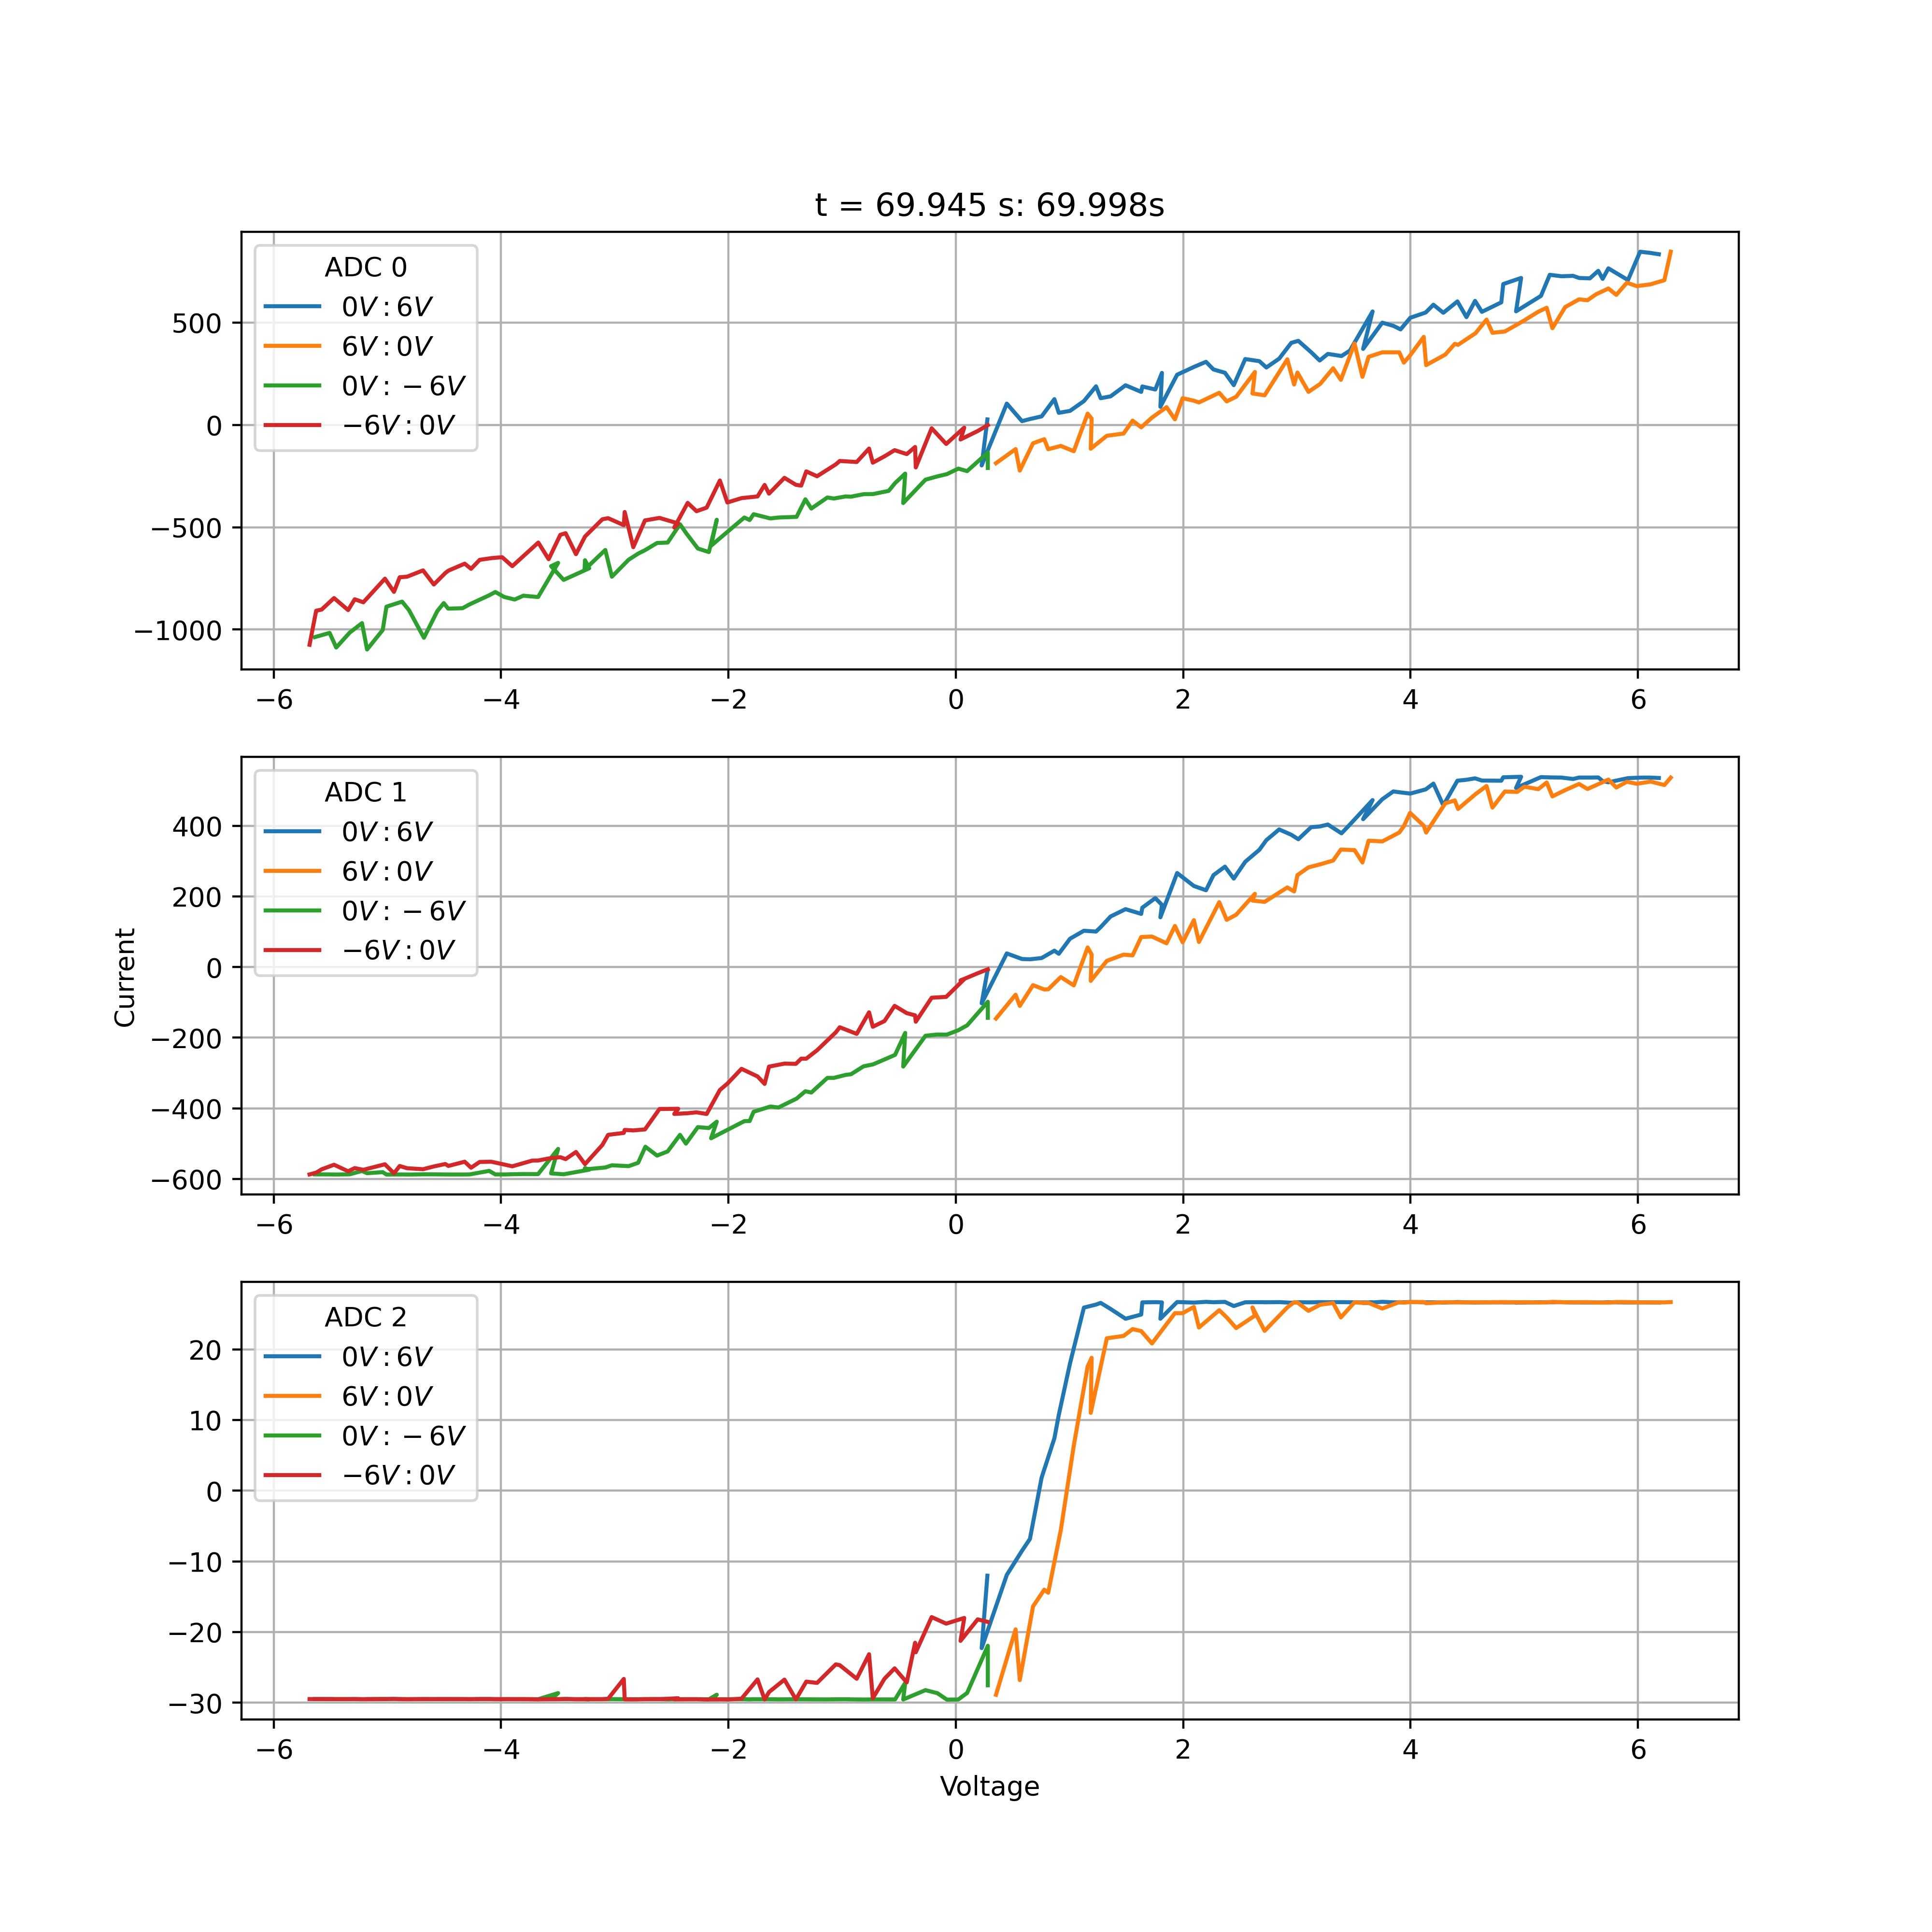 t = 69.945 s: 69.998s
ADC 0
0V : 6V
6V : 0V
0V : −6V
−6V : 0V
500
0
−500
−1000
−6 −4 −2 0 2 4 6
ADC 1
0V : 6V
6V : 0V
0V : −6V
−6V : 0V
400
200
0
−200
−400
−600
Current
−6 −4 −2 0 2 4 6
ADC 2
0V : 6V
6V : 0V
0V : −6V
−6V : 0V
20
10
0
−10
−20
−30
−6 −4 −2 0 2 4 6
Voltage